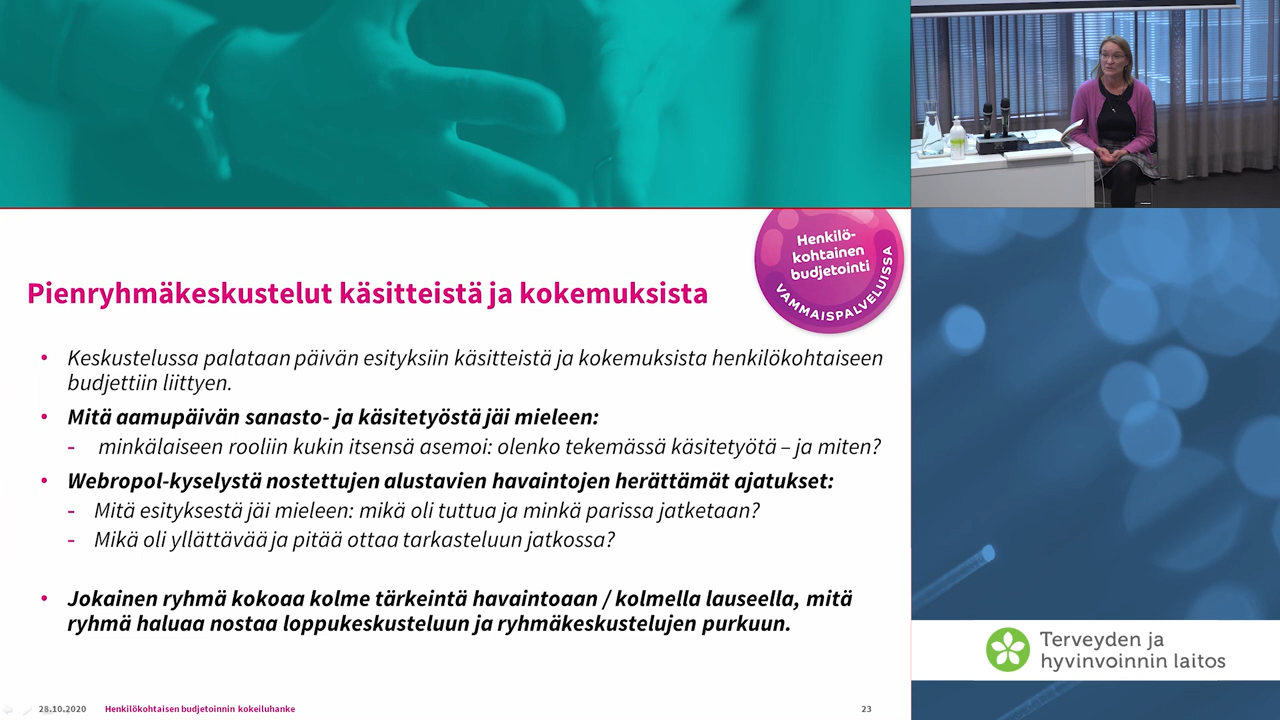 Henkilö-
kohtainen
budjetointi
VAMMAISPALVELUISSA
Pienryhmäkeskustelut käsitteistä ja kokemuksista
• Keskustelussa palataan päivän esityksiin käsitteistä ja kokemuksista henkilökohtaiseen
budjettiin liittyen.
• Mitä aamupäivän sanasto- ja käsitetyöstä jäi mieleen:
- minkälaiseen rooliin kukin itsensä asemoi: olenko tekemässä käsitetyötä – ja miten?
• Webropol-kyselystä nostettujen alustavien havaintojen herättämät ajatukset:
- Mitä esityksestä jäi mieleen: mikä oli tuttua ja minkä parissa jatketaan?
- Mikä oli yllättävää ja pitää ottaa tarkasteluun jatkossa?
• Jokainen ryhmä kokoaa kolme tärkeintä havaintoaan / kolmella lauseella, mitä
ryhmä haluaa nostaa loppukeskusteluun ja ryhmäkeskustelujen purkuun.
28.10.2020 Henkilökohtaisen budjetoinnin kokeiluhanke 23
Terveyden ja
hyvinvoinnin laitos